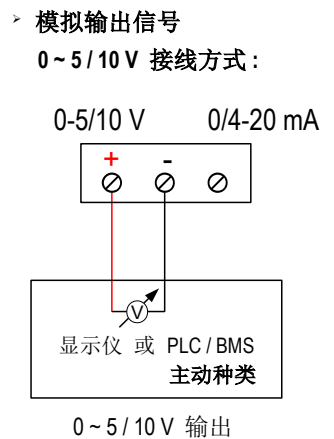 ➢ 模拟输出信号
0 ~ 5 / 10 V 接线方式 :
0-5/10 V 0/4-20 mA
+ -
V
显示仪 或 PLC / BMS
主动种类
0 ~ 5 / 10 V 输出